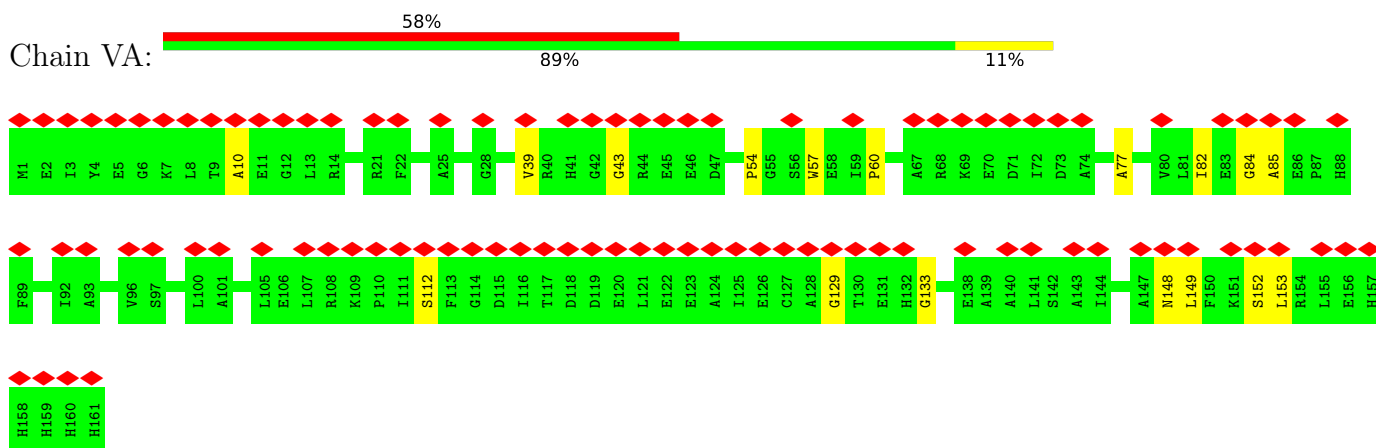 58%
Chain VA:
89% 11%
M1 E2 I3 Y4 E5 G6 K7 L8 T9 A10 E11 G12 L13 R14 R21 F22 A25 G28 V39 R40 H41 G42 G43 R44 E45 E46 D47 P54 G55 S56 W57 E58 I59 P60 A67 R68 K69 E70 D71 I72 D73 A74 A77 V80 L81 I82 E83 G84 A85 E86 P87 H88
F89 I92 A93 V96 S97 L100 A101 L105 E106 L107 R108 K109 P110 I111 S112 F113 G114 D115 I116 T117 D118 D119 E120 L121 E122 E123 A124 I125 E126 C127 A128 G129 T130 E131 H132 G133 E138 A139 A140 L141 S142 A143 I144 A147 N148 L149 F150 K151 S152 L153 R154 L155 E156 H157
H158 H159 H160 H161